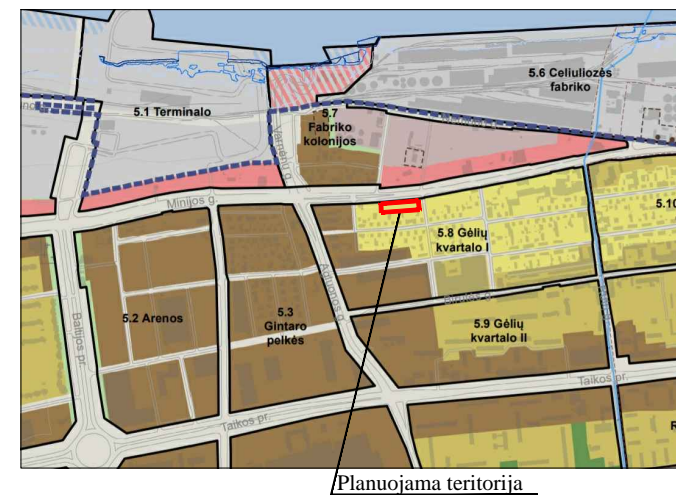 5.6 Celiuliozės
fabriko
5.1 Terminalo
5.7
Fabriko
kolonijos
Varnėnų g.
Minijos g.
5.10
5.8 Gėlių
kvartalo I
Baltijos pr.
5.2 Arenos
5.3
Gintaro
pelkės
Birutės g.
5.9 Gėlių
kvartalo II
Taikos pr.
Taikos pr.
R
Planuojama teritorija